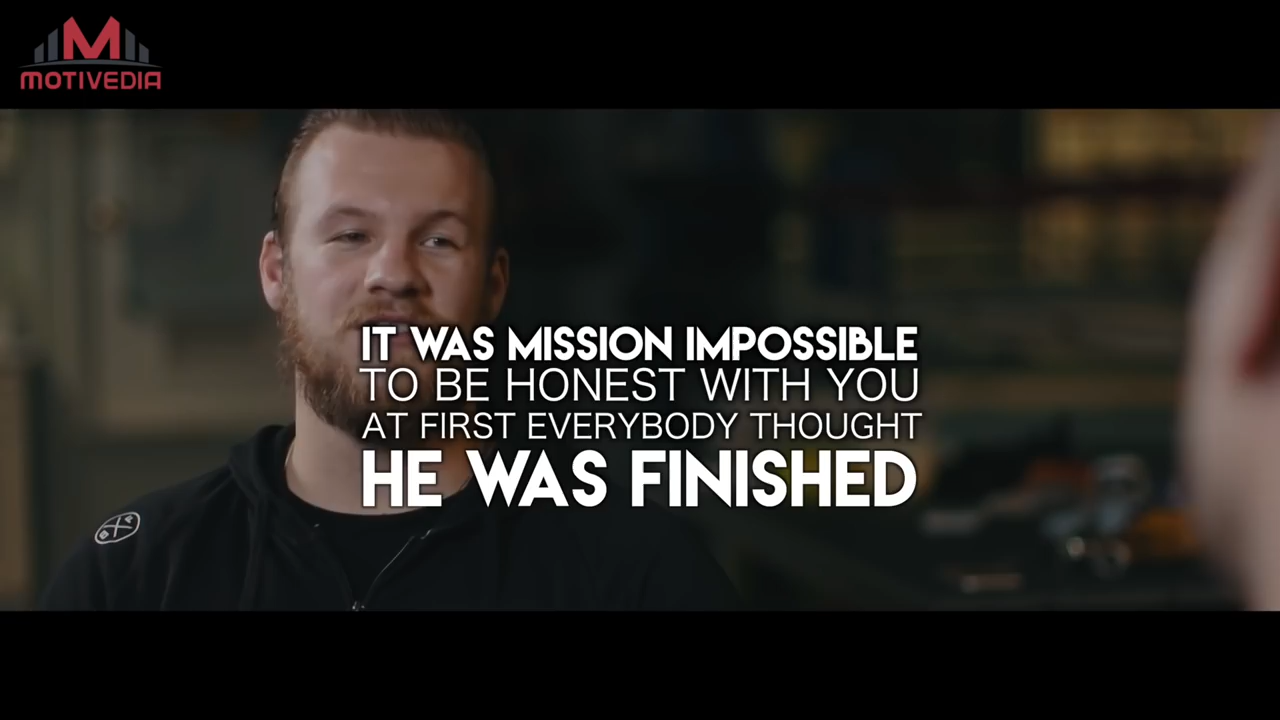 MOTIVEDIA
IT WAS MISSION IMPOSSIBLE
TO BE HONEST WITH YOU
AT FIRST EVERYBODY THOUGHT
HE WAS FINISHED